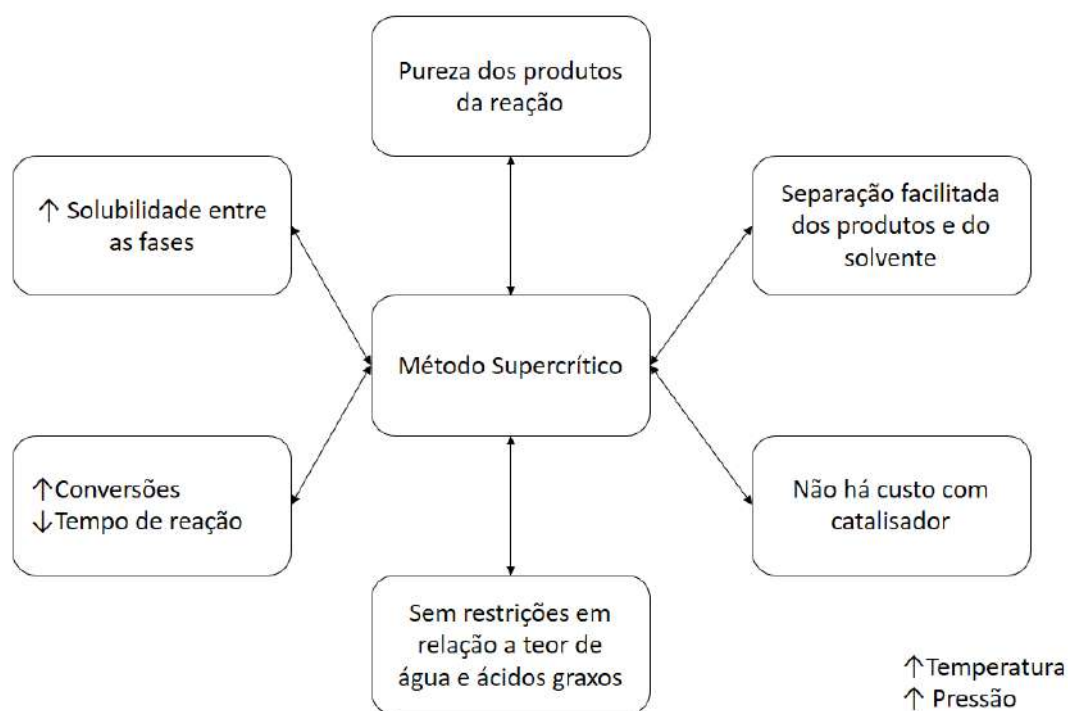 Pureza dos produtos
da reação
↑ Solubilidade entre
as fases
Separação facilitada
dos produtos e do
solvente
Método Supercrítico
↑Conversões
↓Tempo de reação
Não há custo com
catalisador
Sem restrições em
relação a teor de
água e ácidos graxos
↑Temperatura
↑ Pressão